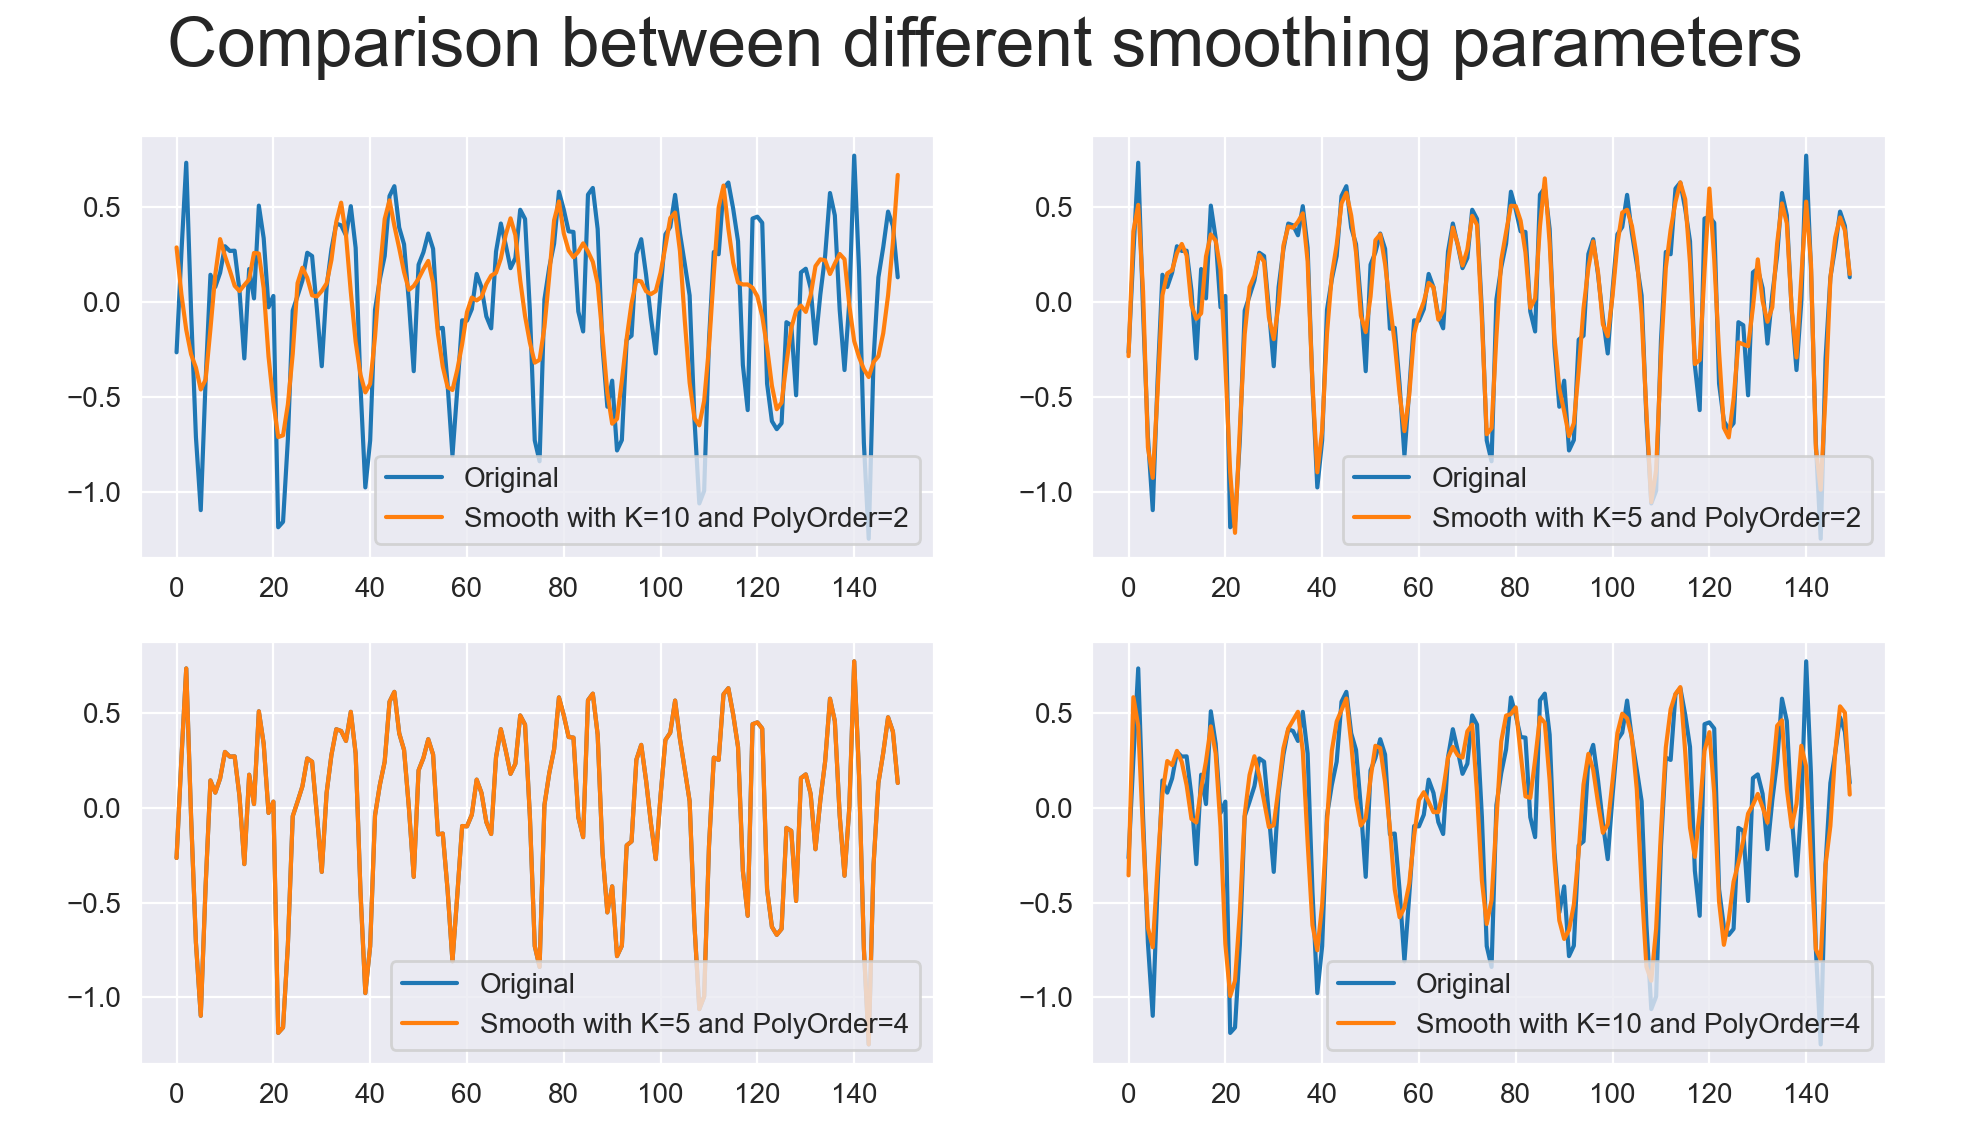 Comparison between different smoothing parameters
0.5
0.0
−0.5
−1.0
0 20 40 60 80 100 120 140
Original
Smooth with K=10 and PolyOrder=2
0.5
0.0
−0.5
−1.0
0 20 40 60 80 100 120 140
Original
Smooth with K=5 and PolyOrder=2
0.5
0.0
−0.5
−1.0
0 20 40 60 80 100 120 140
Original
Smooth with K=5 and PolyOrder=4
0.5
0.0
−0.5
−1.0
0 20 40 60 80 100 120 140
Original
Smooth with K=10 and PolyOrder=4